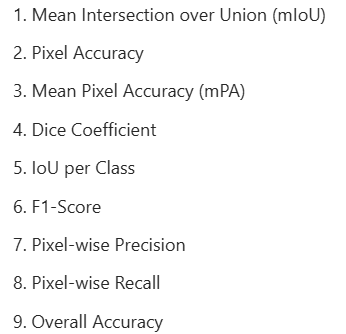 1. Mean Intersection over Union (mIoU)
2. Pixel Accuracy
3. Mean Pixel Accuracy (mPA)
4. Dice Coefficient
5. IoU per Class
6. F1-Score
7. Pixel-wise Precision
8. Pixel-wise Recall
9. Overall Accuracy